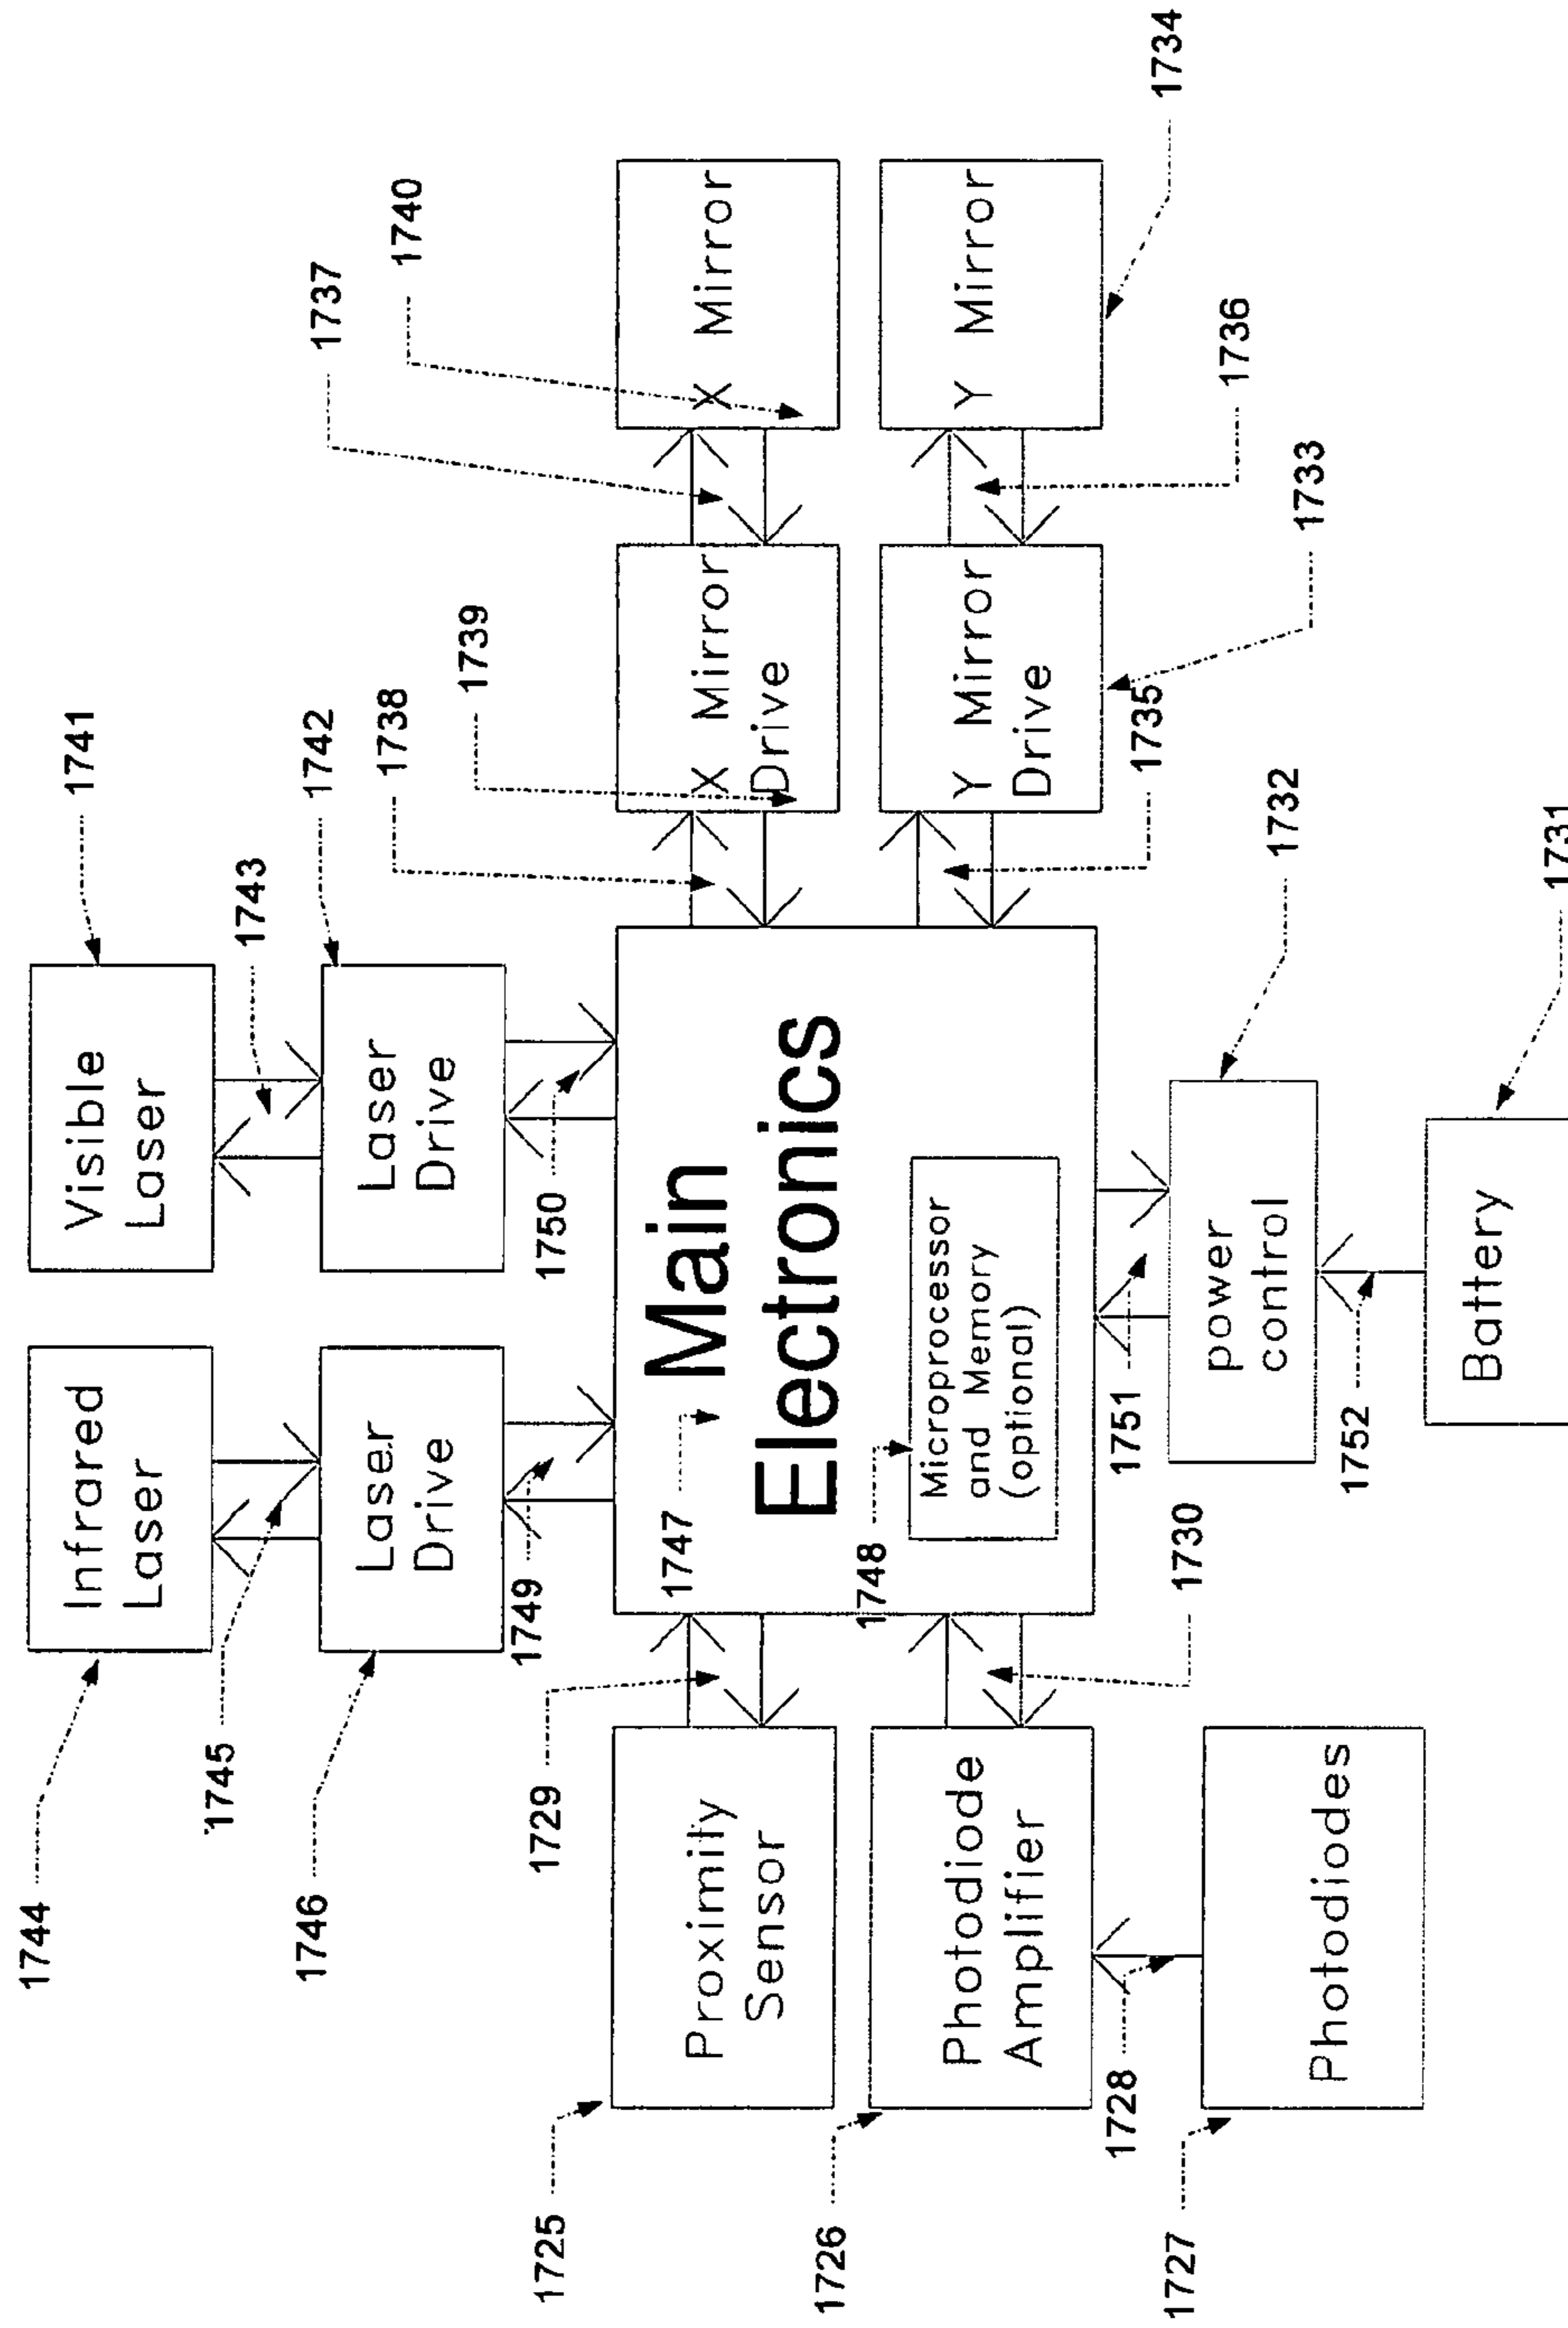 1744
Infrared
Laser
1741
Visible
Laser
1745
1743
1746
Laser
Drive
1742
Laser
Drive
1749
1750
1738
1739
1737
1740
1725
Proximity
Sensor
1729
1747
Main
Electronics
X Mirror
Drive
X Mirror
1726
Photodiode
Amplifier
1748
Microprocessor
and Memory
(optional)
Y Mirror
Drive
Y Mirror
1734
1728
1730
1751
1735
1736
1733
1727
Photodiodes
power
control
1732
1752
Battery
1731